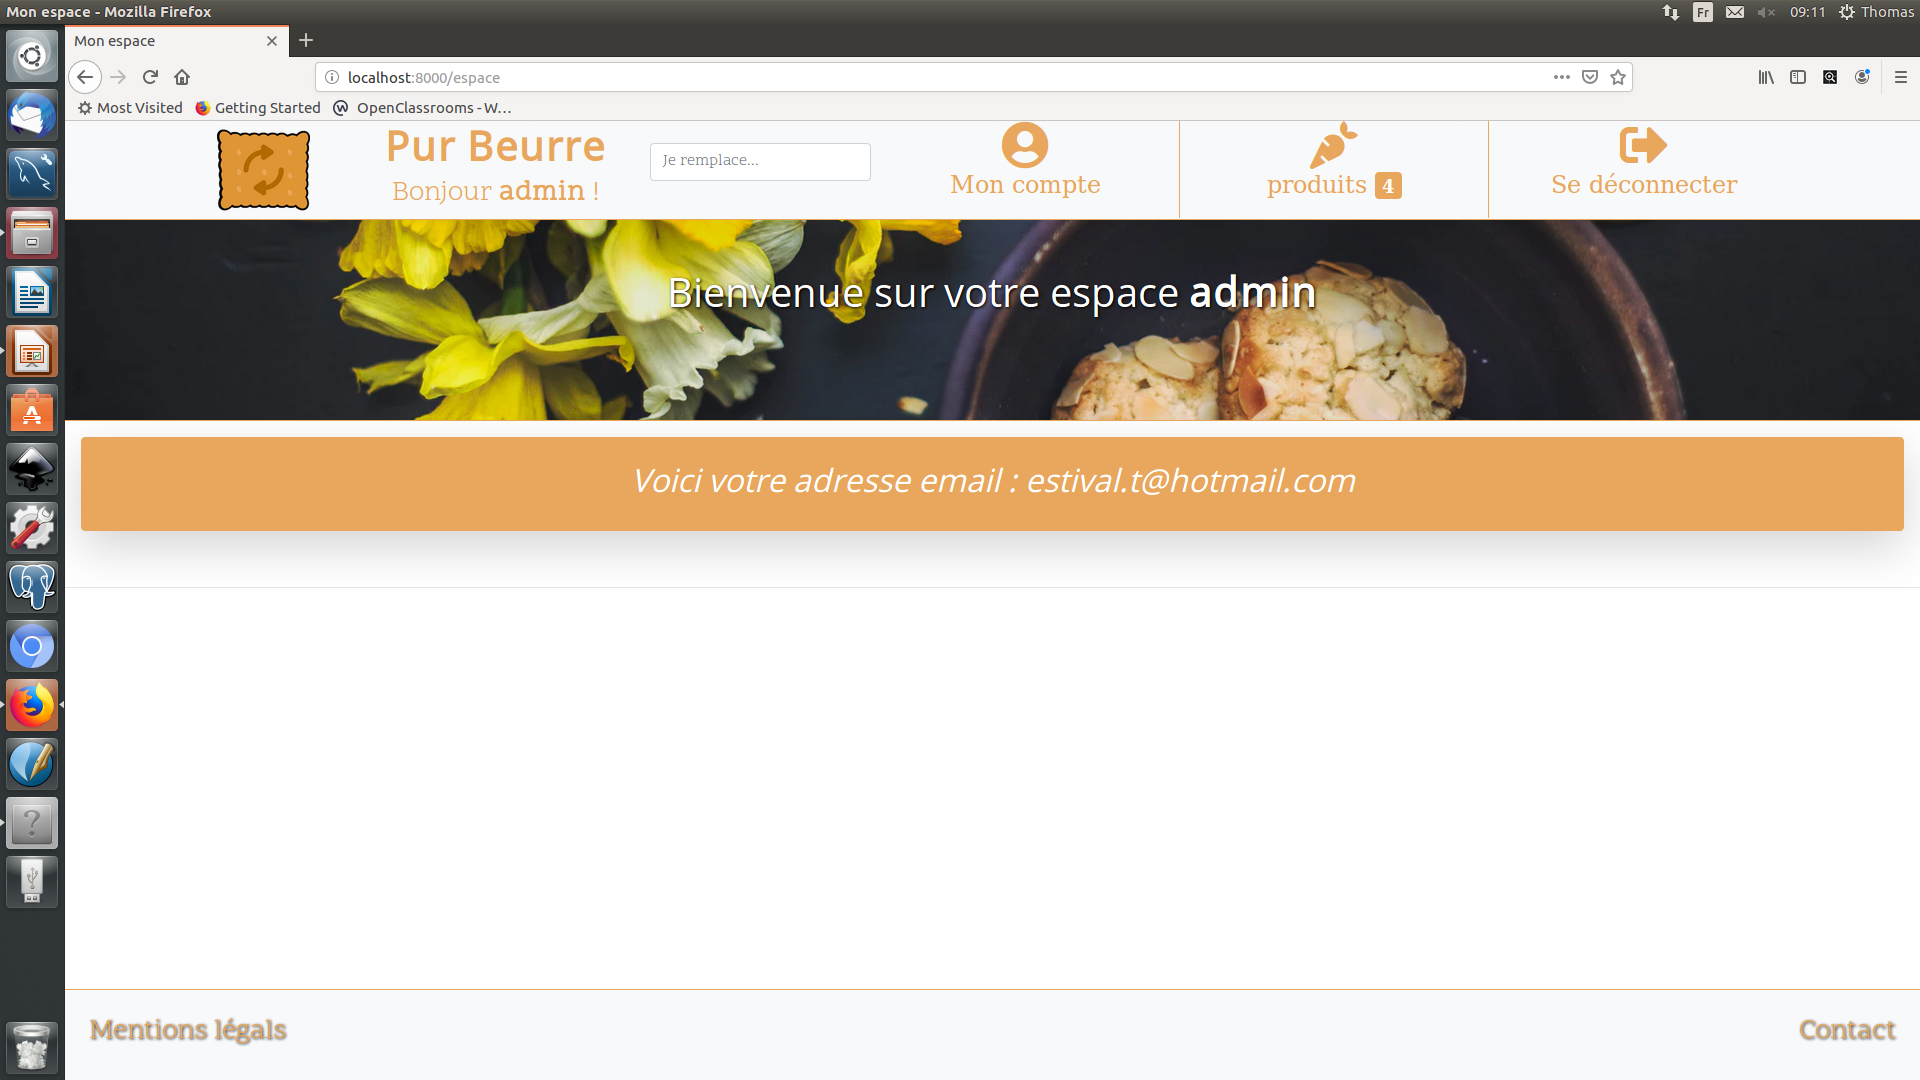 Mon espace - Mozilla Firefox
Fr
09:11
Thomas
Mon espace
localhost:8000/espace
Most Visited
Getting Started
OpenClassrooms - W…
Pur Beurre
Bonjour admin !
Je remplace...
Mon compte
produits 4
Se déconnecter
Bienvenue sur votre espace admin
Voici votre adresse email : estival.t@hotmail.com
Mentions légals
Contact